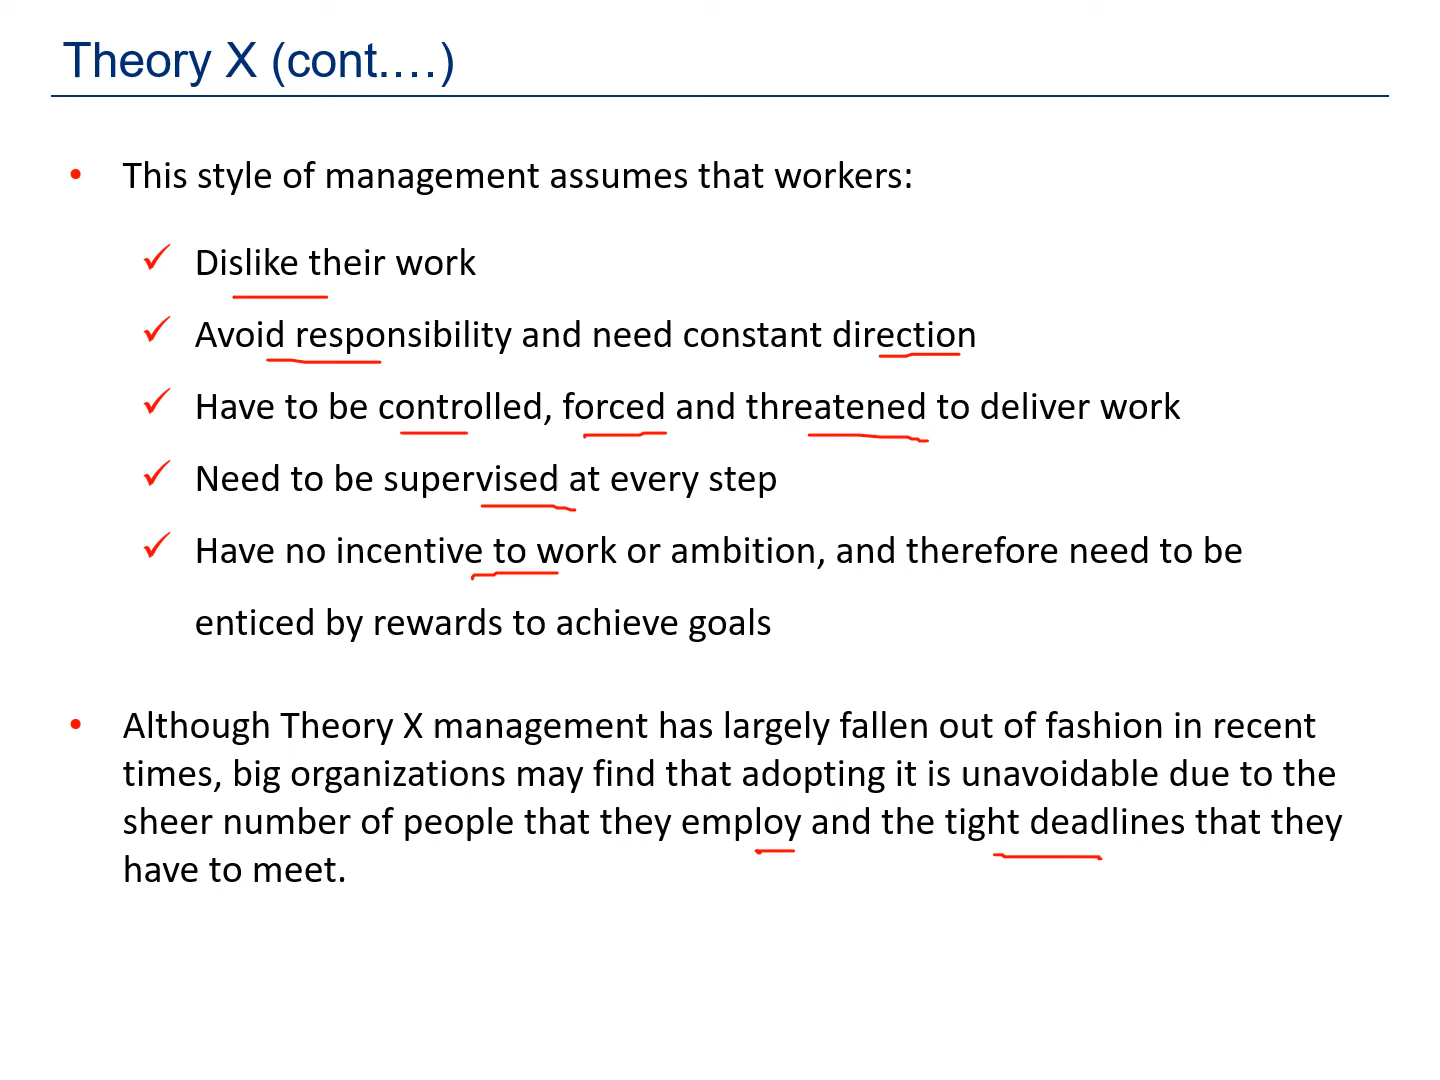 Theory X (cont.…)
• This style of management assumes that workers:
✓ Dislike their work
✓ Avoid responsibility and need constant direction
✓ Have to be controlled, forced and threatened to deliver work
✓ Need to be supervised at every step
✓ Have no incentive to work or ambition, and therefore need to be
enticed by rewards to achieve goals
• Although Theory X management has largely fallen out of fashion in recent
times, big organizations may find that adopting it is unavoidable due to the
sheer number of people that they employ and the tight deadlines that they
have to meet.